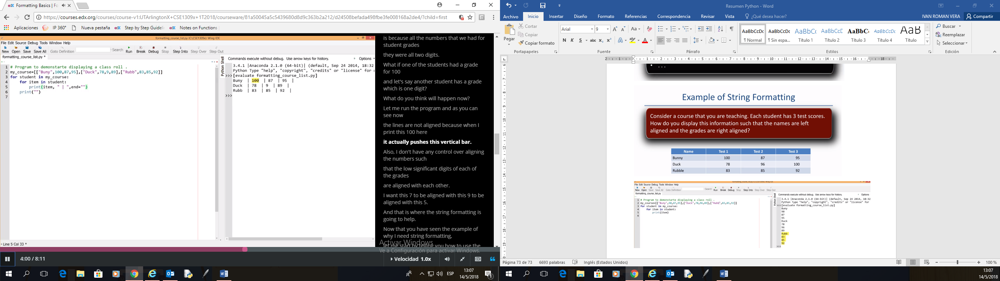 Formatting Basics | Fo
https://courses.edx.org/courses/course-v1:UTArlingtonX+CSE1309x+1T2018/courseware/81a50045a5c5439680d8d9c363b2a212/d24508befada498fbe3fe008168a2de4/?child=first
Aplicaciones IP 360° Nueva pestaña Step by Step Guideli Notes on Functions
formatting_course_list.py (C:\CSE1309x): Wing IDE
File Edit Source Debug Tools Window Help
New Open Save Save All Goto Definition Search Run Break Debug Stop Step Into Step Over Step Out
formatting_course_list.py *
1 # Program to demonstarte displaying a class roll .
2 my_course=[["Buny",100,87,95],["Duck",78,9,89],["Rubb",83,85,92]]
3 for student in my_course:
4 for item in student:
5 print(item, " | ",end="")
6 print("")
7
Line 5 Col 33 *
Python Shell
Commands execute without debug. Use arrow keys for history. Options
3.4.1 |Anaconda 2.1.0 (64-bit)| (default, Sep 24 2014, 18:32
Python Type "help", "copyright", "credits" or "license" for
>>> [evaluate formatting_course_list.py]
Buny | 100 | 87 | 95 |
Duck | 78 | 9 | 89 |
Rubb | 83 | 85 | 92 |
>>>
is because all the numbers that we had for
student grades
they were all two digits.
What if one of the students had a grade
for 100
and let's say another student has a grade
which is one digit?
What do you think will happen now?
Let me run the program and as you can
see now
the lines are not aligned because when I
print this 100 here
it actually pushes this vertical bar.
Also, I don't have any control over aligning
the numbers such
that the low significant digits of each of
the grades
are aligned with each other.
I want this 7 to be aligned with this 9 to be
aligned with this 5.
And that is where the string formatting is
going to help.
Now that you have seen the example of
why I need string formatting,
let me start by telling you how to use the
Activar Windows
Ve a Configuración para activar Windows.
4:00 / 8:11
Velocidad 1.0x
ESP
13:07
14/5/2018
1
Resumen Python - Word
Archivo Inicio Insertar Diseño Formato Referencias Correspondencia Revisar Vista ¿Qué desea hacer? IVAN ROMAN VERA Compartir
Pegar
Cortar
Copiar
Copiar formato
Portapapeles
Arial 9
N K S abc x₂ x²
Fuente
Párrafo
AaBbCcDc AaBbCcDc AaBbC( AaBbCcE AaBbC( AaBbCcDc AaB
¶ Normal ¶ Sin espa... Título 1 Título 2 Título 3 Título 4 Título
Estilos
Buscar
Reemplazar
Seleccionar
Edición
• ...
Example of String Formatting
Consider a course that you are teaching. Each student has 3 test scores.
How do you display this information such that the names are left
aligned and the grades are right aligned?
Name Test 1 Test 2 Test 3
Bunny 100 87 95
Duck 78 96 100
Rubble 83 85 92
File Edit Source Debug Tools Window Help
New Open Save Save All Goto Definition Search Run Break Debug Stop Step Into Step Over Step Out
formatting_course_list.py
Commands execute without debug. Use arrow keys for history. Options
1 # Program to demonstarte displaying a class roll .
2 my_course=[["Buny",90,87,95],["Duck",78,96,89],["Rubb",83,85,92]]
3 for student in my_course:
4 for item in student:
5 print(item)
6
Python Shell
3.4.1 |Anaconda 2.1.0 (64-bit)| (default, Sep 24 2014, 18:32
Python Type "help", "copyright", "credits" or "license" for
>>> [evaluate formatting_course_list.py]
Buny
90
87
95
Duck
78
96
89
Rubb
83
85
92
>>>
Página 73 de 73 6693 palabras Inglés (Estados Unidos) 100 %
13:07
14/5/2018